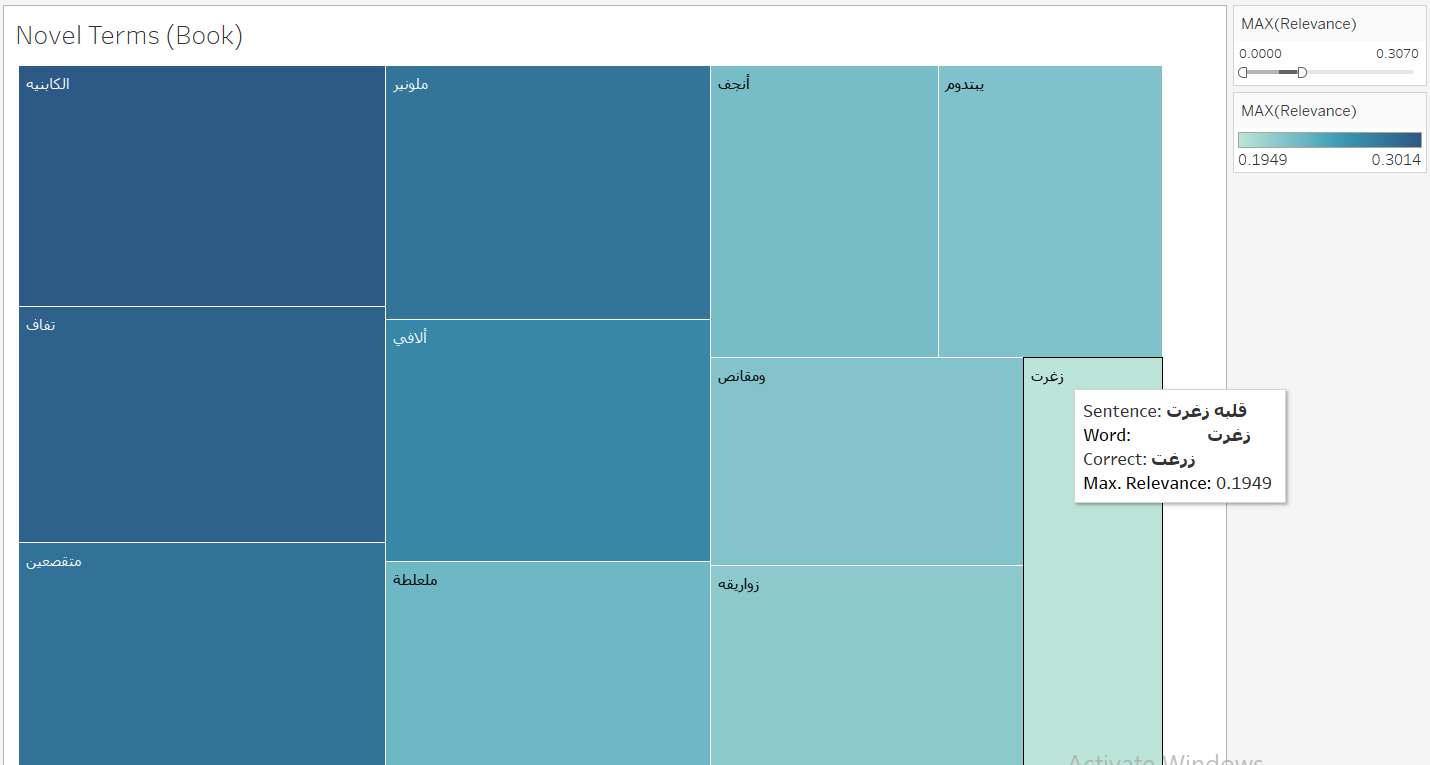 Novel Terms (Book)
الكابنيه
ملونير
أنجف
يبتدوم
تفاف
ألافي
ومقانص
زغرت
Sentence: قلبه زغرت
Word: زغرت
Correct: زرغت
Max. Relevance: 0.1949
متقصعين
ملعلطة
زواريقه
MAX(Relevance)
0.0000 0.3070
MAX(Relevance)
0.1949 0.3014
Activate Windows